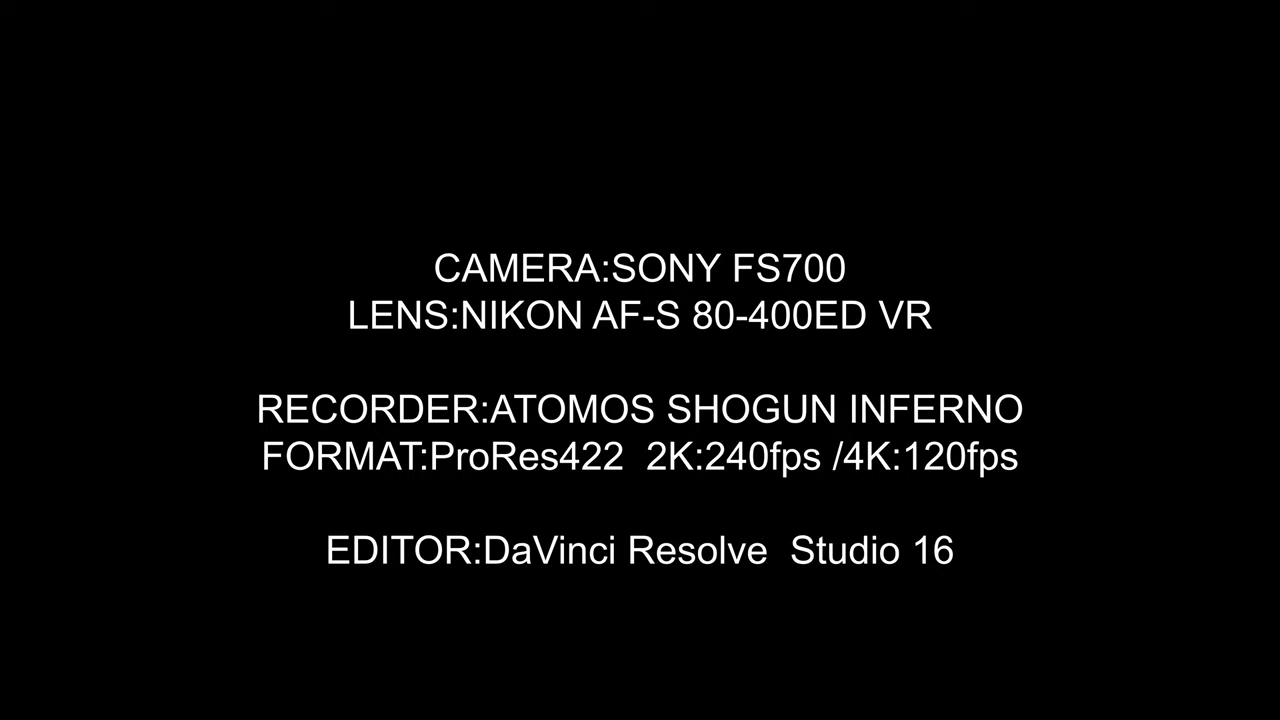 CAMERA:SONY FS700
LENS:NIKON AF-S 80-400ED VR
RECORDER:ATOMOS SHOGUN INFERNO
FORMAT:ProRes422  2K:240fps /4K:120fps
EDITOR:DaVinci Resolve  Studio 16